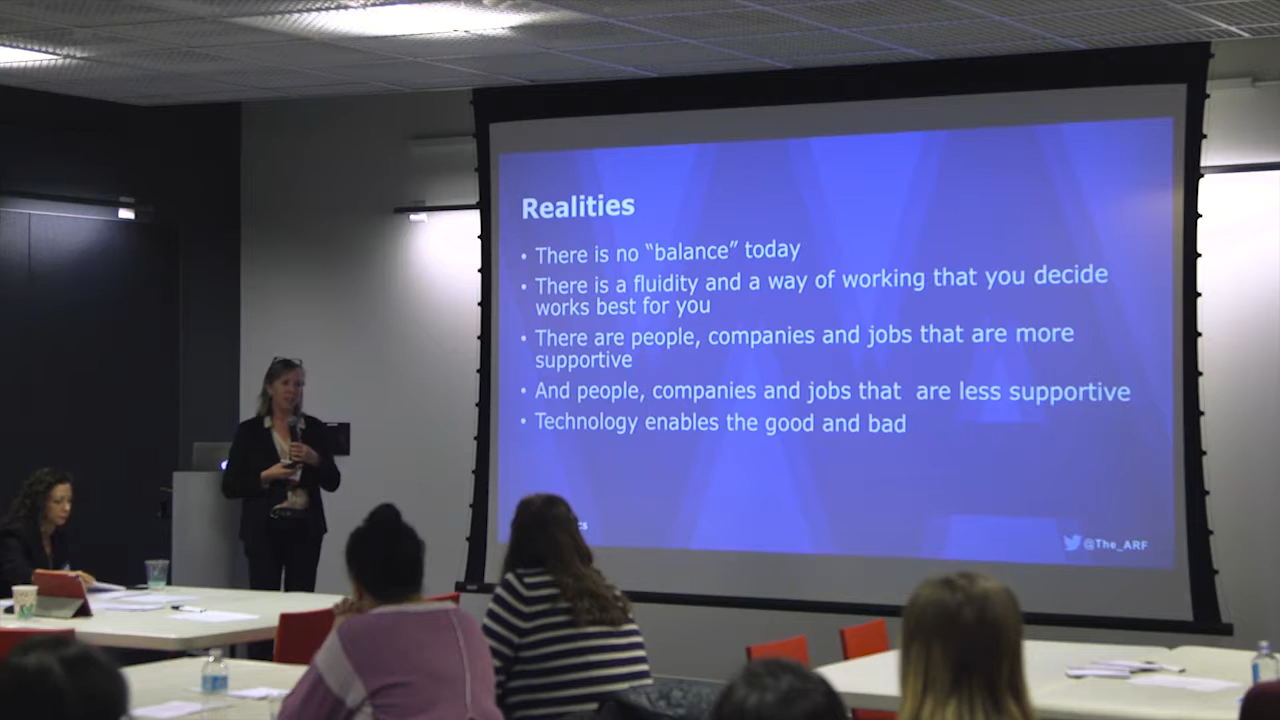 Realities
• There is no “balance” today
• There is a fluidity and a way of working that you decide
works best for you
• There are people, companies and jobs that are more
supportive
• And people, companies and jobs that  are less supportive
• Technology enables the good and bad
@The_ARF